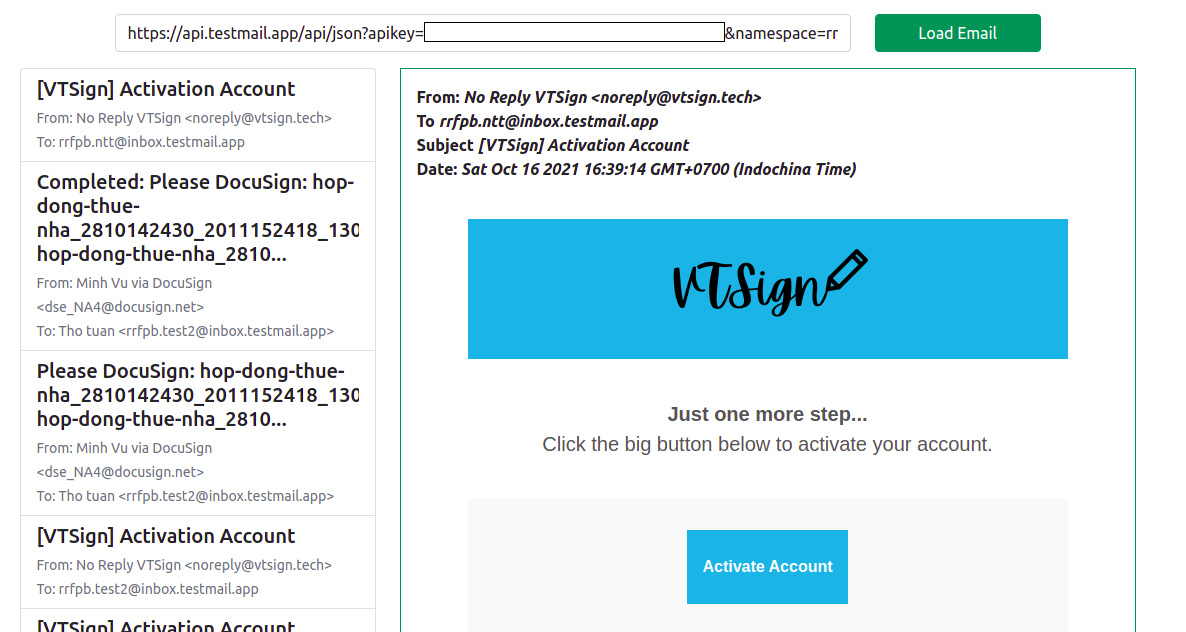 https://api.testmail.app/api/json?apikey= &namespace=rr
Load Email
[VTSign] Activation Account
From: No Reply VTSign <noreply@vtsign.tech>
To: rrfpb.ntt@inbox.testmail.app
Completed: Please DocuSign: hop-
dong-thue-
nha_2810142430_2011152418_130
hop-dong-thue-nha_2810...
From: Minh Vu via DocuSign
<dse_NA4@docusign.net>
To: Tho tuan <rrfpb.test2@inbox.testmail.app>
Please DocuSign: hop-dong-thue-
nha_2810142430_2011152418_130
hop-dong-thue-nha_2810...
From: Minh Vu via DocuSign
<dse_NA4@docusign.net>
To: Tho tuan <rrfpb.test2@inbox.testmail.app>
[VTSign] Activation Account
From: No Reply VTSign <noreply@vtsign.tech>
To: rrfpb.test2@inbox.testmail.app
[VTSign] Activation Account
From: No Reply VTSign <noreply@vtsign.tech>
To rrfpb.ntt@inbox.testmail.app
Subject [VTSign] Activation Account
Date: Sat Oct 16 2021 16:39:14 GMT+0700 (Indochina Time)
VTSign
Just one more step...
Click the big button below to activate your account.
Activate Account